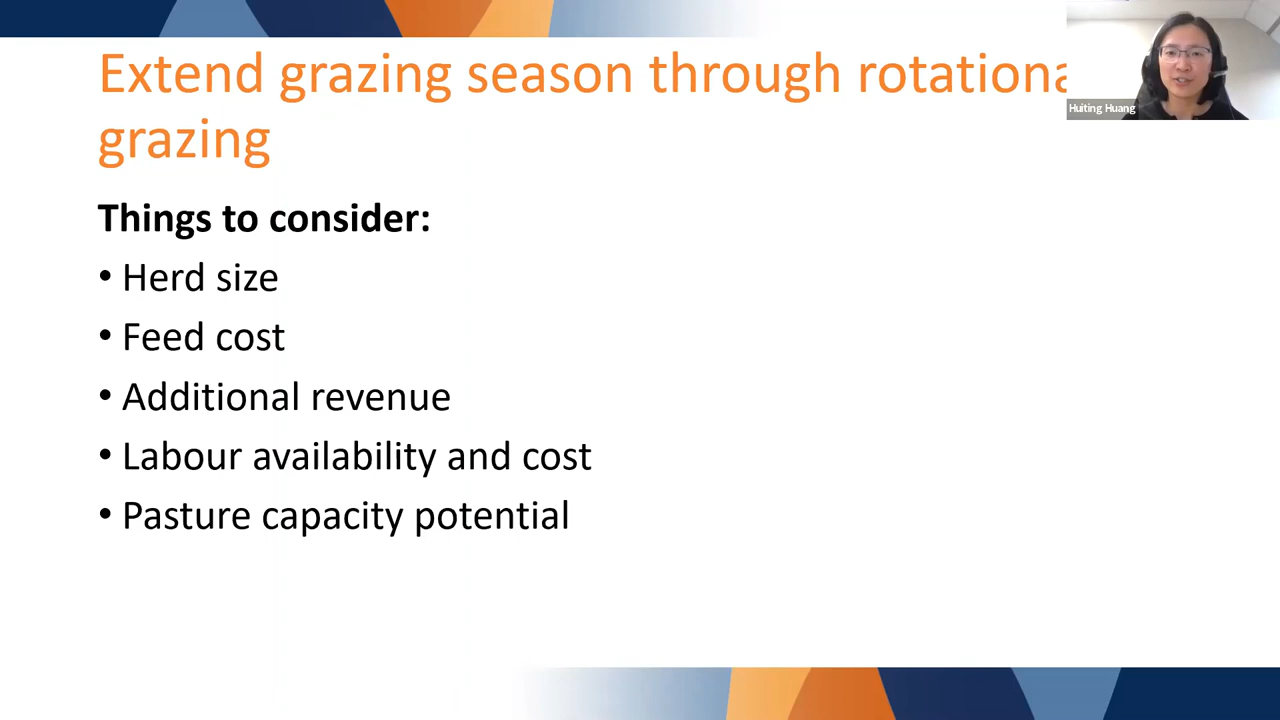 Extend grazing season through rotationa
grazing
Huiting Huang
Things to consider:
• Herd size
• Feed cost
• Additional revenue
• Labour availability and cost
• Pasture capacity potential